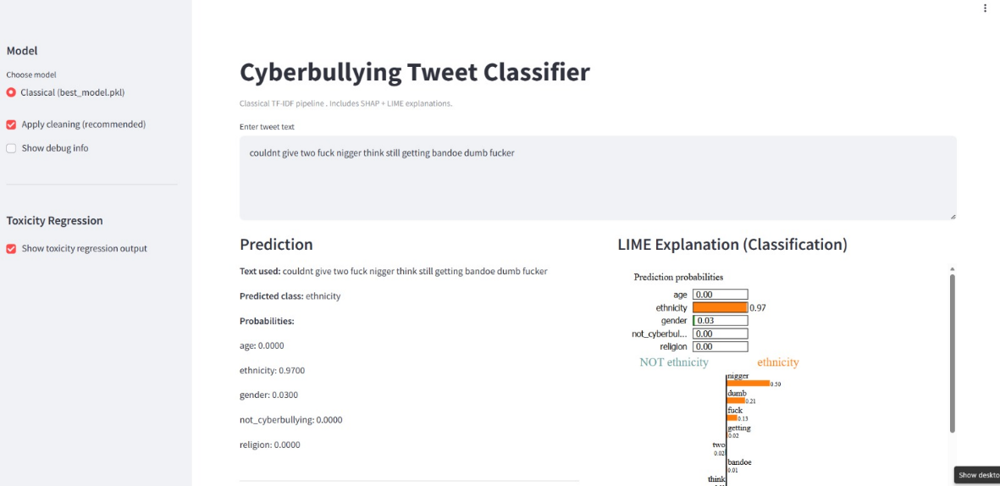 Model
Choose model
Classical (best_model.pkl)
Apply cleaning (recommended)
Show debug info
Toxicity Regression
Show toxicity regression output
Cyberbullying Tweet Classifier
Classical TF-IDF pipeline . Includes SHAP + LIME explanations.
Enter tweet text
couldnt give two fuck nigger think still getting bandoe dumb fucker
Prediction
Text used: couldnt give two fuck nigger think still getting bandoe dumb fucker
Predicted class: ethnicity
Probabilities:
age: 0.0000
ethnicity: 0.9700
gender: 0.0300
not_cyberbullying: 0.0000
religion: 0.0000
LIME Explanation (Classification)
Prediction probabilities
age 0.00
ethnicity 0.97
gender 0.03
not_cyberbul... 0.00
religion 0.00
NOT ethnicity ethnicity
nigger
0.50
dumb
0.21
fuck
0.13
getting
0.02
two
0.02
bandoe
0.01
think
Show deskto